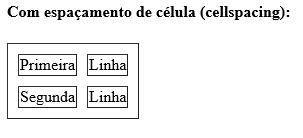 Com espaçamento de célula (cellspacing):
Primeira Linha
Segunda Linha